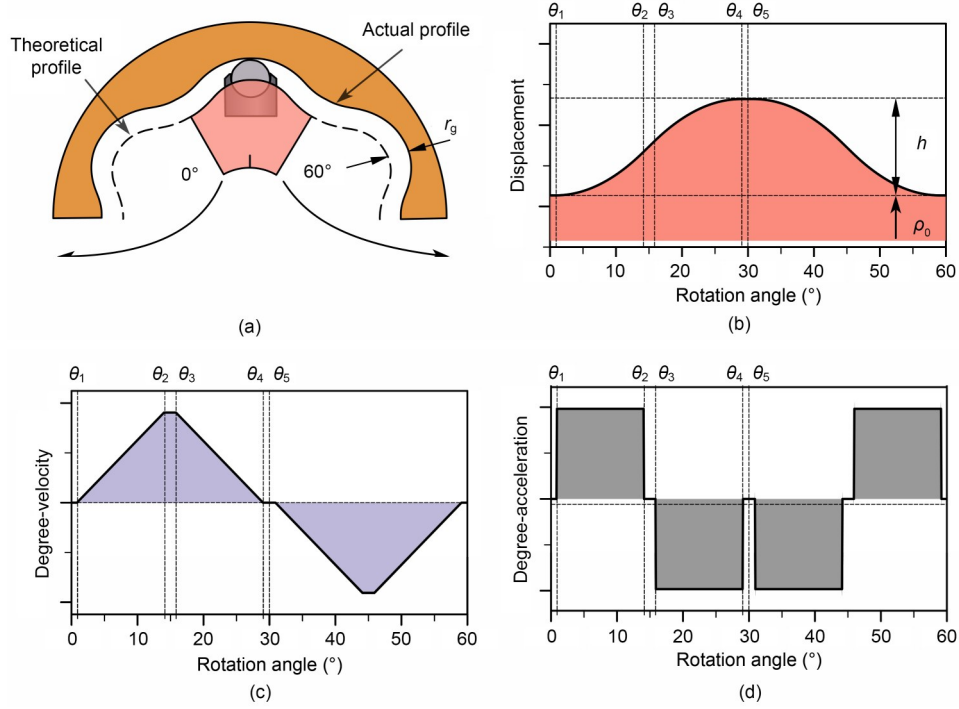 Theoretical
profile
Actual profile
r_g
0°
60°
(a)
θ₁ θ₂ θ₃ θ₄ θ₅
Displacement
h
ρ₀
0 10 20 30 40 50 60
Rotation angle (°)
(b)
θ₁ θ₂ θ₃ θ₄ θ₅
Degree-velocity
0 10 20 30 40 50 60
Rotation angle (°)
(c)
θ₁ θ₂ θ₃ θ₄ θ₅
Degree-acceleration
0 10 20 30 40 50 60
Rotation angle (°)
(d)